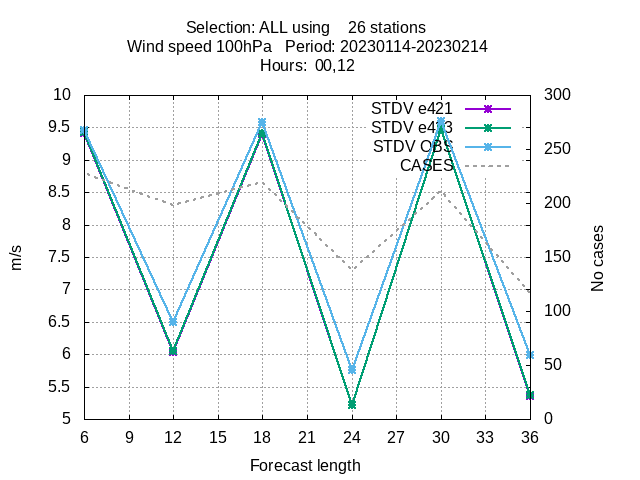 Selection: ALL using    26 stations
Wind speed 100hPa   Period: 20230114-20230214
Hours:  00,12
10
9.5
9
8.5
8
7.5
7
6.5
6
5.5
5
m/s
300
250
200
150
100
50
0
No cases
STDV e421
STDV OBS
CASES
6 9 12 15 18 21 24 27 30 33 36
Forecast length